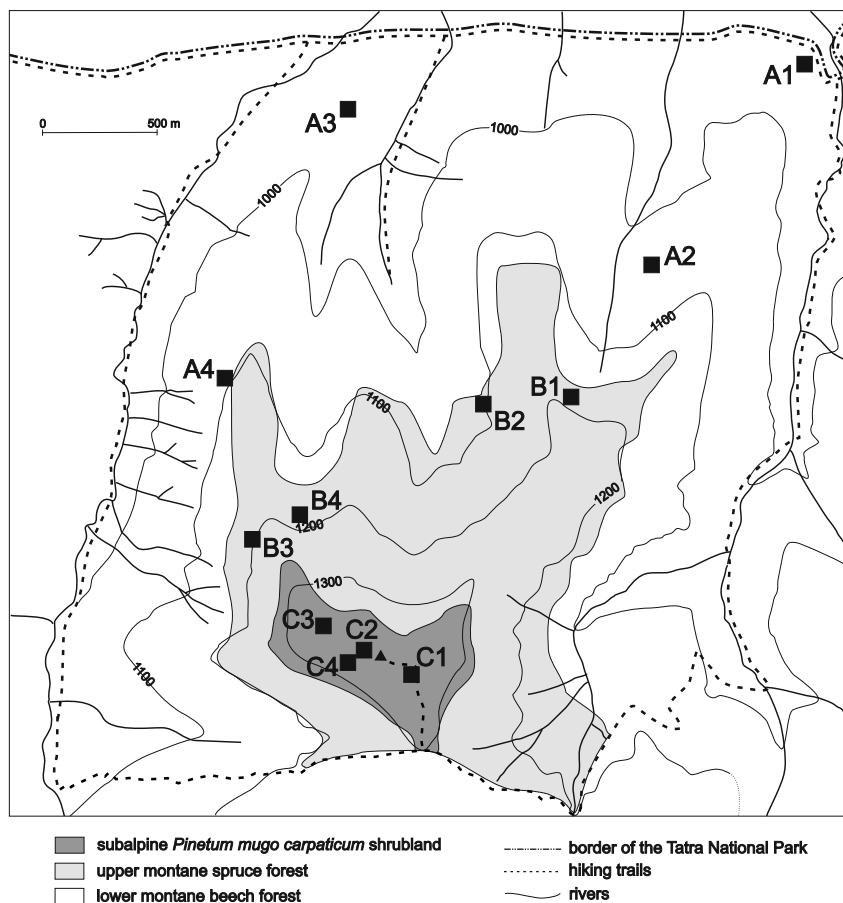 A1
0 500 m
A3
1000
1000
A2
1100
A4
B1
1100
B2
1200
B4
1200
B3
1300
C3
C2
C4
C1
1100
subalpine Pinetum mugo carpaticum shrubland
upper montane spruce forest
lower montane beech forest
border of the Tatra National Park
hiking trails
rivers